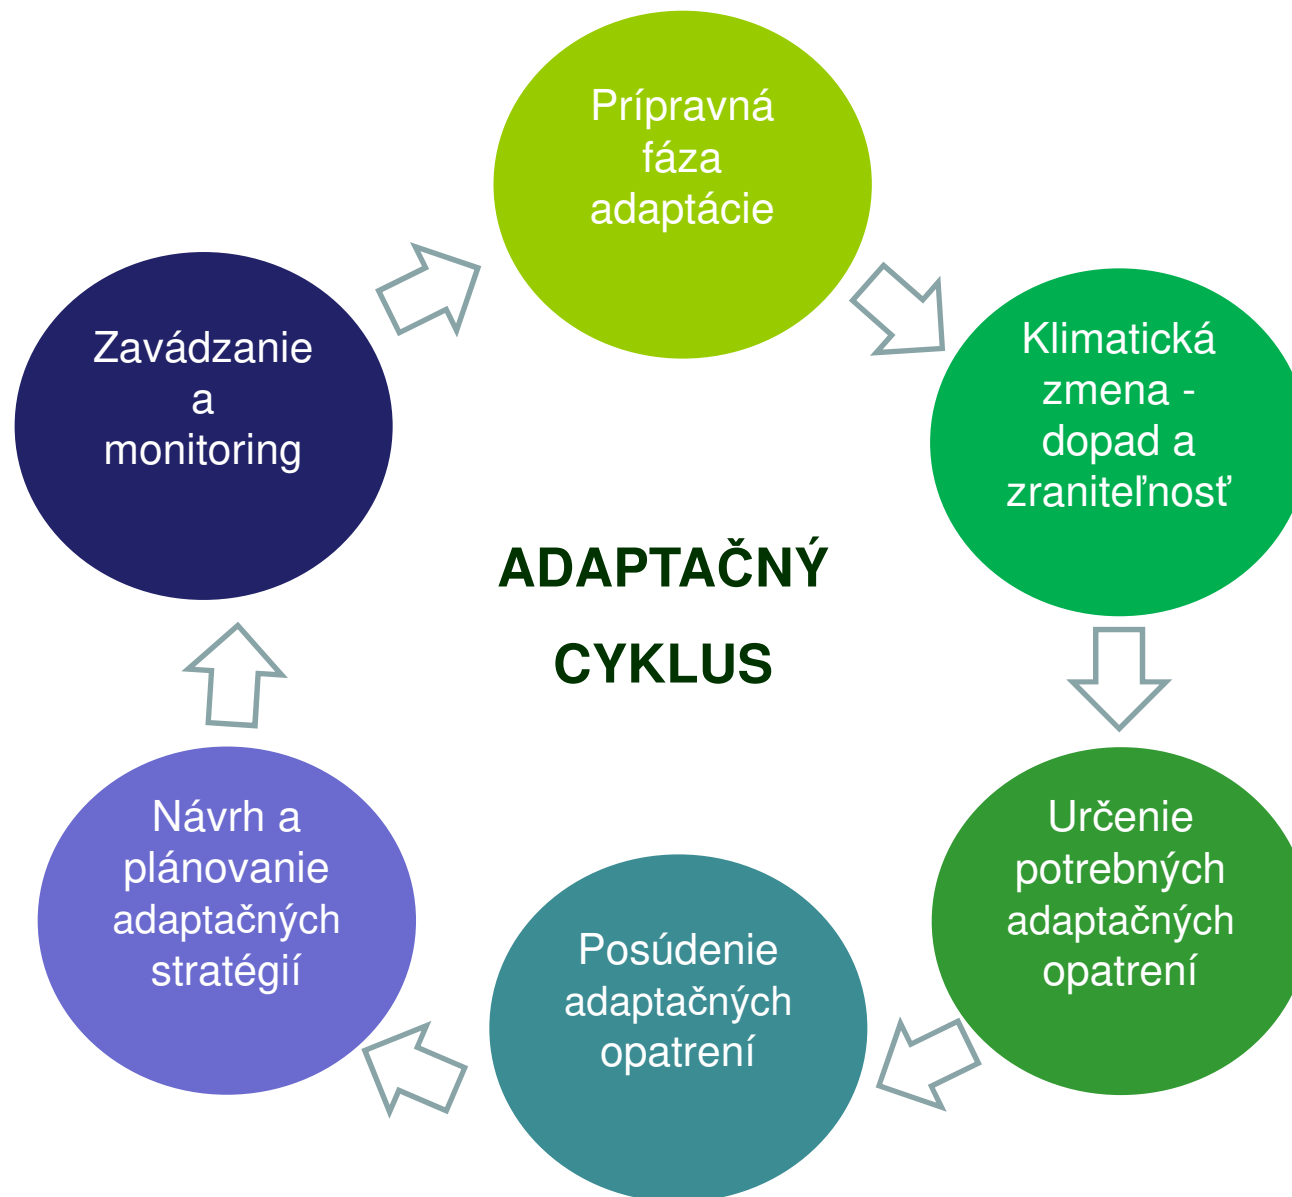 Prípravná
fáza
adaptácie
Klimatická
zmena -
dopad a
zraniteľnosť
Určenie
potrebných
adaptačných
opatrení
Posúdenie
adaptačných
opatrení
Návrh a
plánovanie
adaptačných
stratégií
Zavádzanie
a
monitoring
ADAPTAČNÝ
CYKLUS